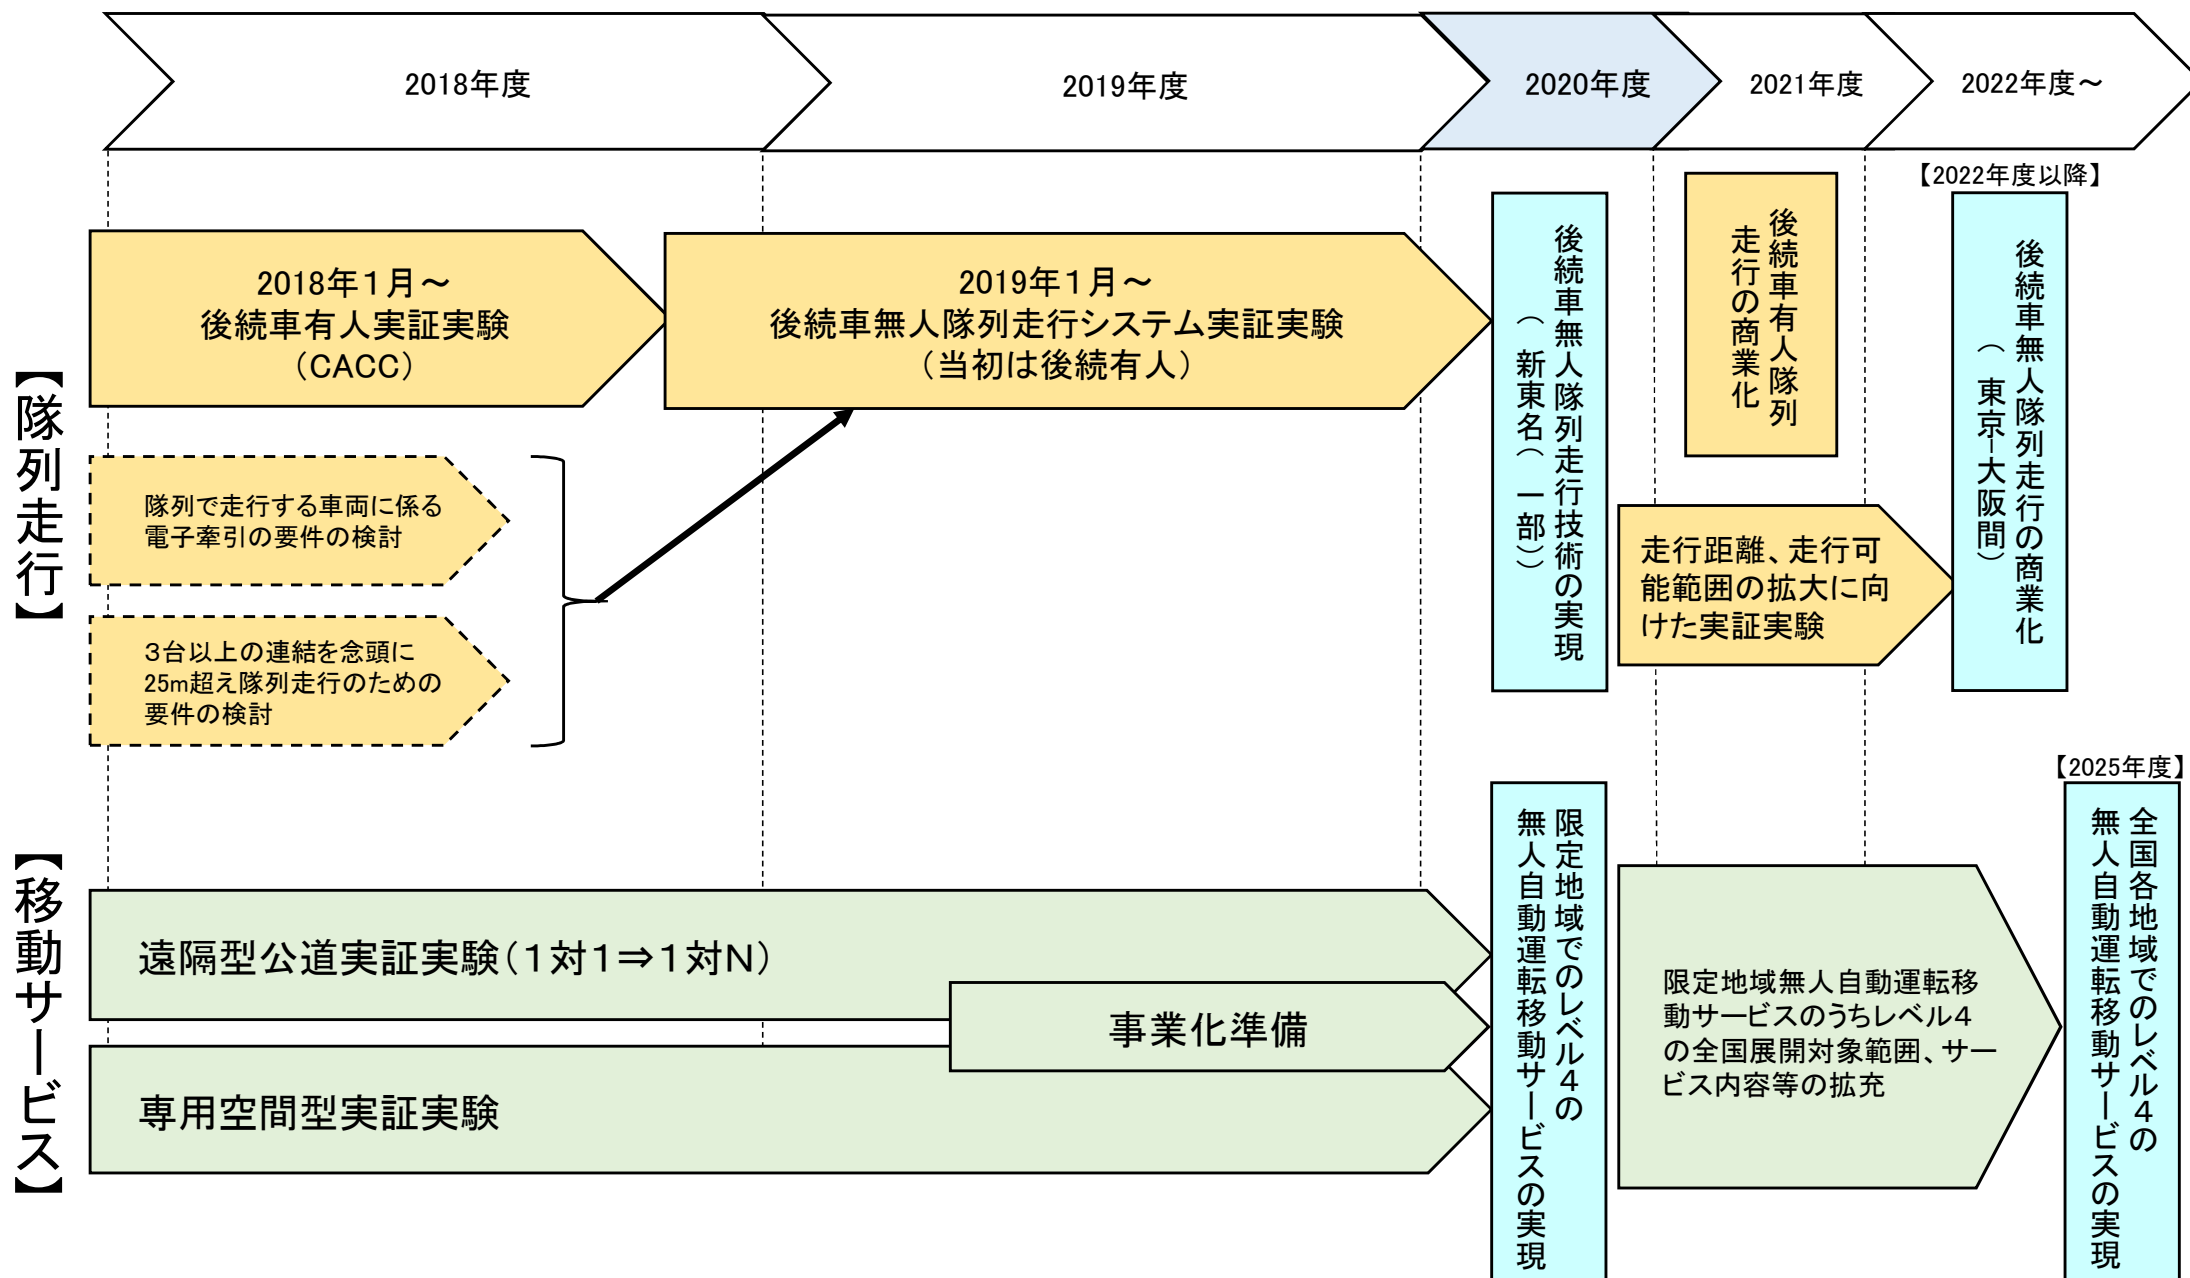 2018年度
2019年度
2020年度
2021年度
2022年度～
【隊列走行】
2018年１月～
後続車有人実証実験
（CACC）
2019年１月～
後続車無人隊列走行システム実証実験
（当初は後続有人）
隊列で走行する車両に係る
電子牽引の要件の検討
３台以上の連結を念頭に
25m超え隊列走行のための
要件の検討
後続車無人隊列走行技術の実現
（新東名（一部））
後続車有人隊列
走行の商業化
走行距離、走行可
能範囲の拡大に向
けた実証実験
【2022年度以降】
後続車無人隊列走行の商業化
（東京-大阪間）
【移動サービス】
遠隔型公道実証実験（１対１⇒１対N）
事業化準備
専用空間型実証実験
限定地域でのレベル４の
無人自動運転移動サービスの実現
限定地域無人自動運転移
動サービスのうちレベル４
の全国展開対象範囲、サー
ビス内容等の拡充
【2025年度】
全国各地域でのレベル４の
無人自動運転移動サービスの実現